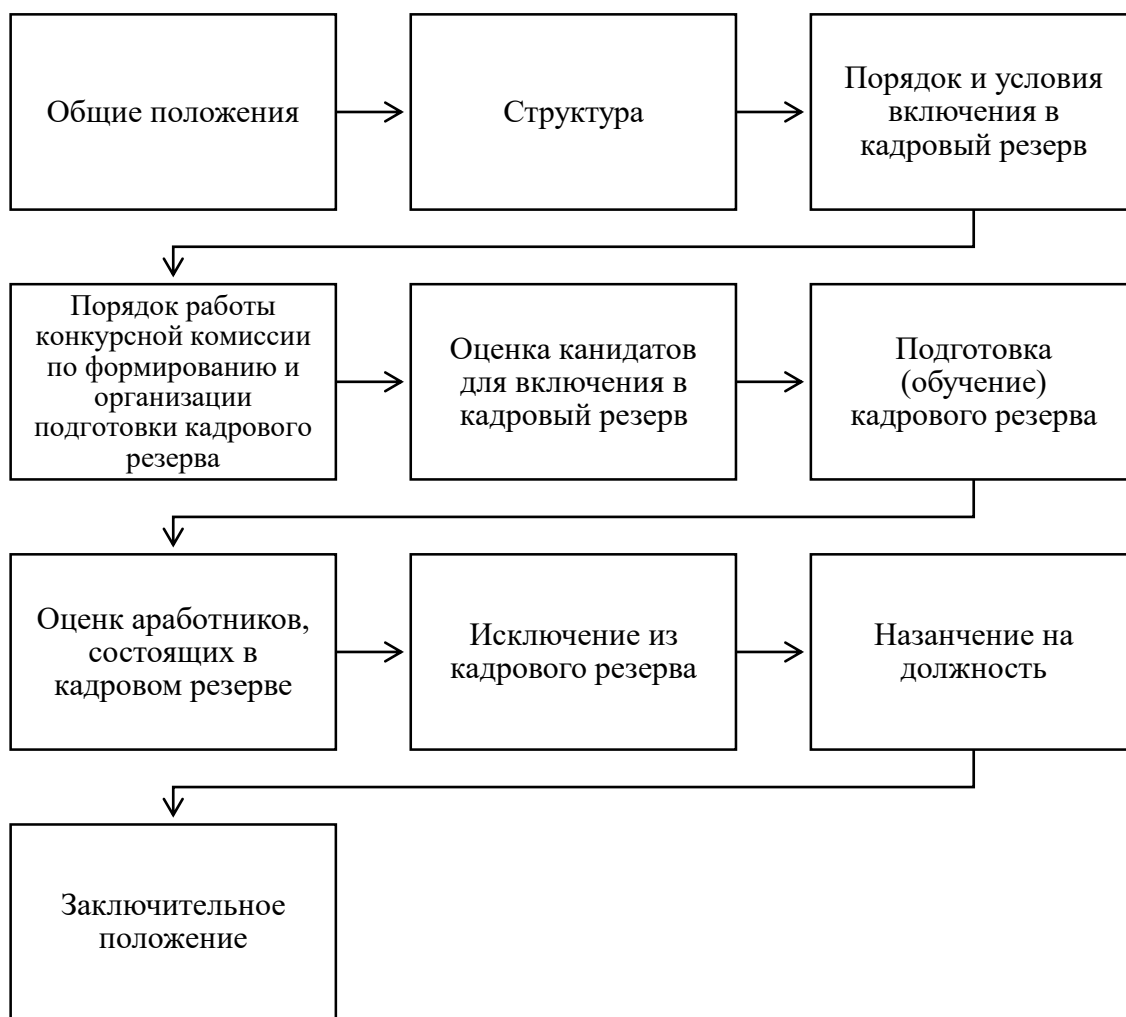 Общие положения
Структура
Порядок и условия
включения в
кадровый резерв
Порядок работы
конкурсной комиссии
по формированию и
организации
подготовки кадрового
резерва
Оценка канидатов
для включения в
кадровый резерв
Подготовка
(обучение)
кадрового резерва
Оценк аработников,
состоящих в
кадровом резерве
Исключение из
кадрового резерва
Назанчение на
должность
Заключительное
положение